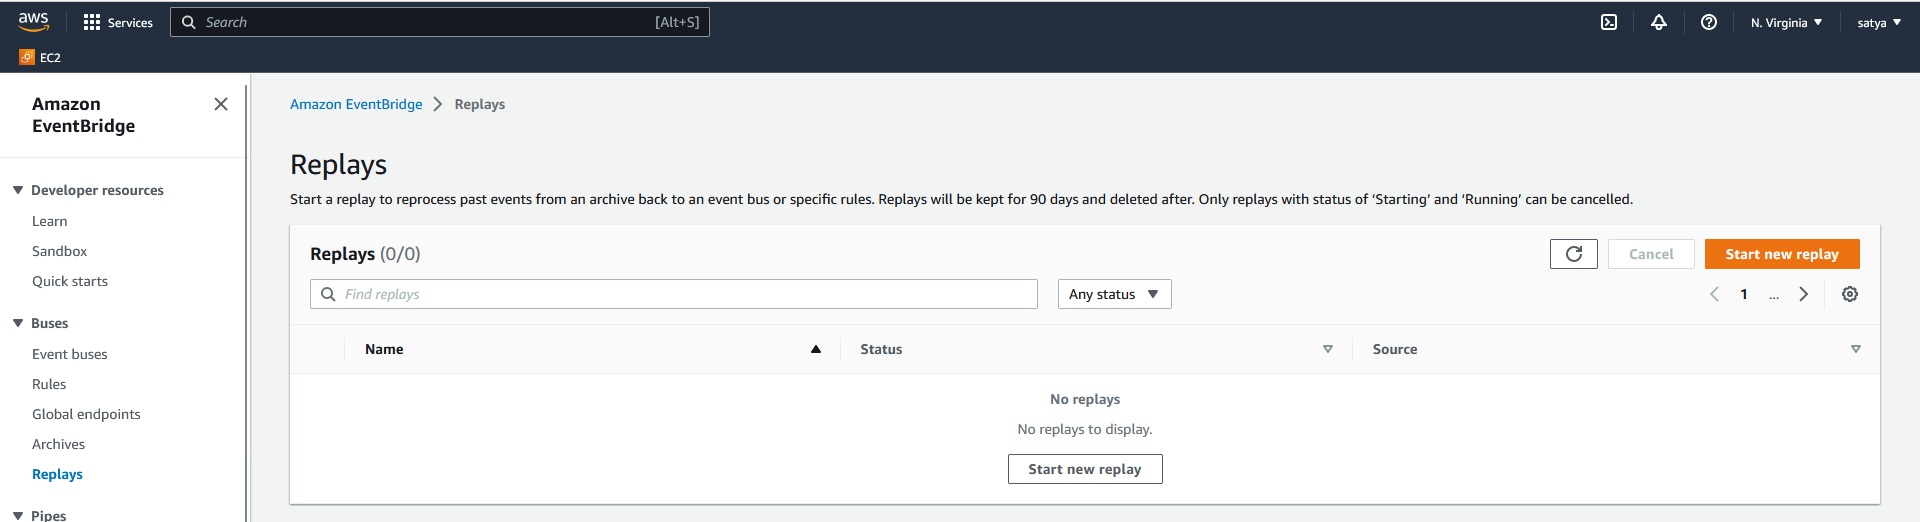 aws
Services
Search
[Alt+S]
N. Virginia
satya
EC2
Amazon
EventBridge
Developer resources
Learn
Sandbox
Quick starts
Buses
Event buses
Rules
Global endpoints
Archives
Replays
Pipes
Amazon EventBridge
Replays
Replays
Start a replay to reprocess past events from an archive back to an event bus or specific rules. Replays will be kept for 90 days and deleted after. Only replays with status of ‘Starting’ and ‘Running’ can be cancelled.
Replays (0/0)
Cancel
Start new replay
Find replays
Any status
1
...
Name
Status
Source
No replays
No replays to display.
Start new replay